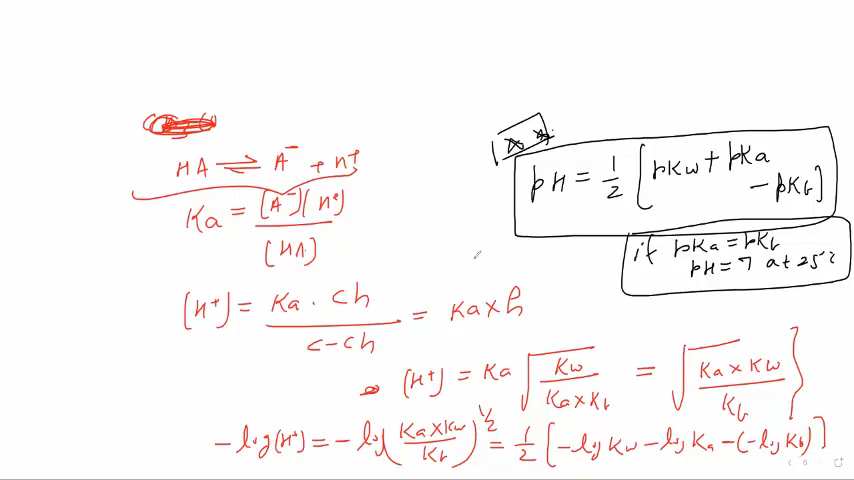 HA ⇌ A⁻ + H⁺
Ka = [A⁻][H⁺] / [HA]
[H⁺] = Ka · ch / c-ch = Ka × h
[H⁺] = Ka √(Kw / Ka × Kb) = √(Ka × Kw / Kb)
-log[H⁺] = -log(Ka × Kw / Kb)^1/2 = 1/2 [-log Kw - log Ka - (-log Kb)]
pH = 1/2 [pKw + pKa
- pKb]
if pKa = pKb
pH = 7 at 25°C